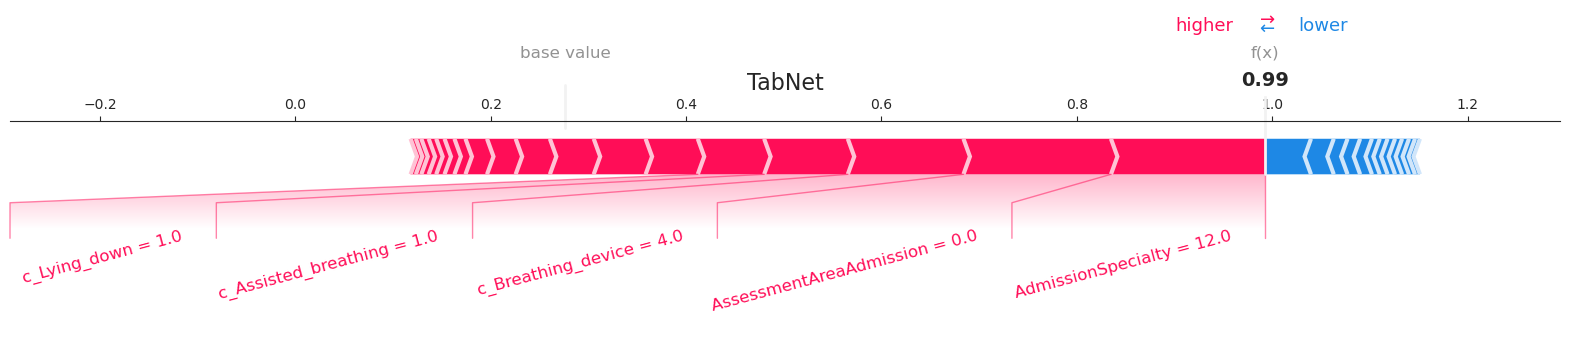 higher ⇄ lower
base value
f(x)
TabNet
0.99
−0.2 0.0 0.2 0.4 0.6 0.8 1.0 1.2
c_Lying_down = 1.0
c_Assisted_breathing = 1.0
c_Breathing_device = 4.0
AssessmentAreaAdmission = 0.0
AdmissionSpecialty = 12.0